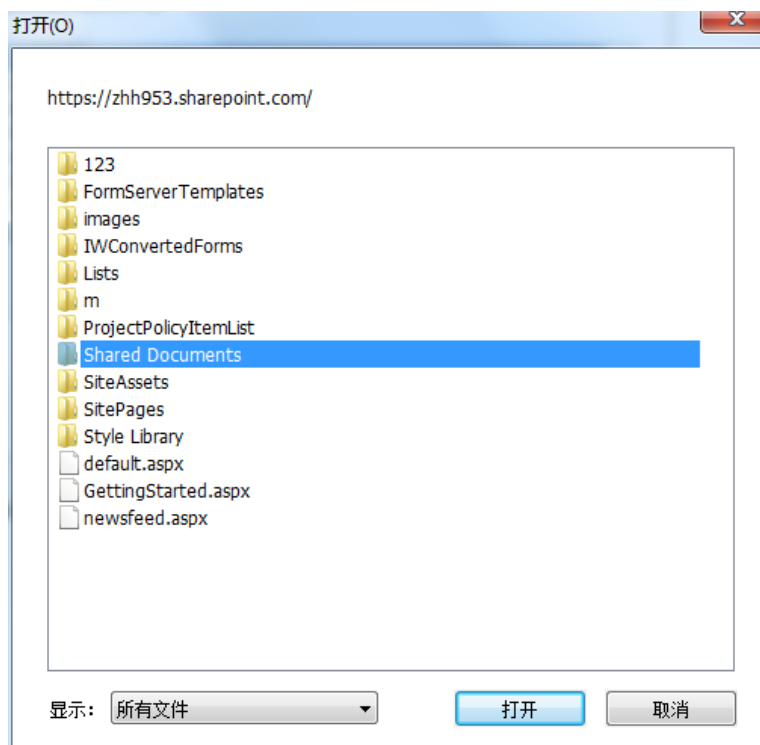 打开(O)
https://zhh953.sharepoint.com/
123
FormServerTemplates
images
IWConvertedForms
Lists
m
ProjectPolicyItemList
Shared Documents
SiteAssets
SitePages
Style Library
default.aspx
GettingStarted.aspx
newsfeed.aspx
显示: 所有文件 打开 取消